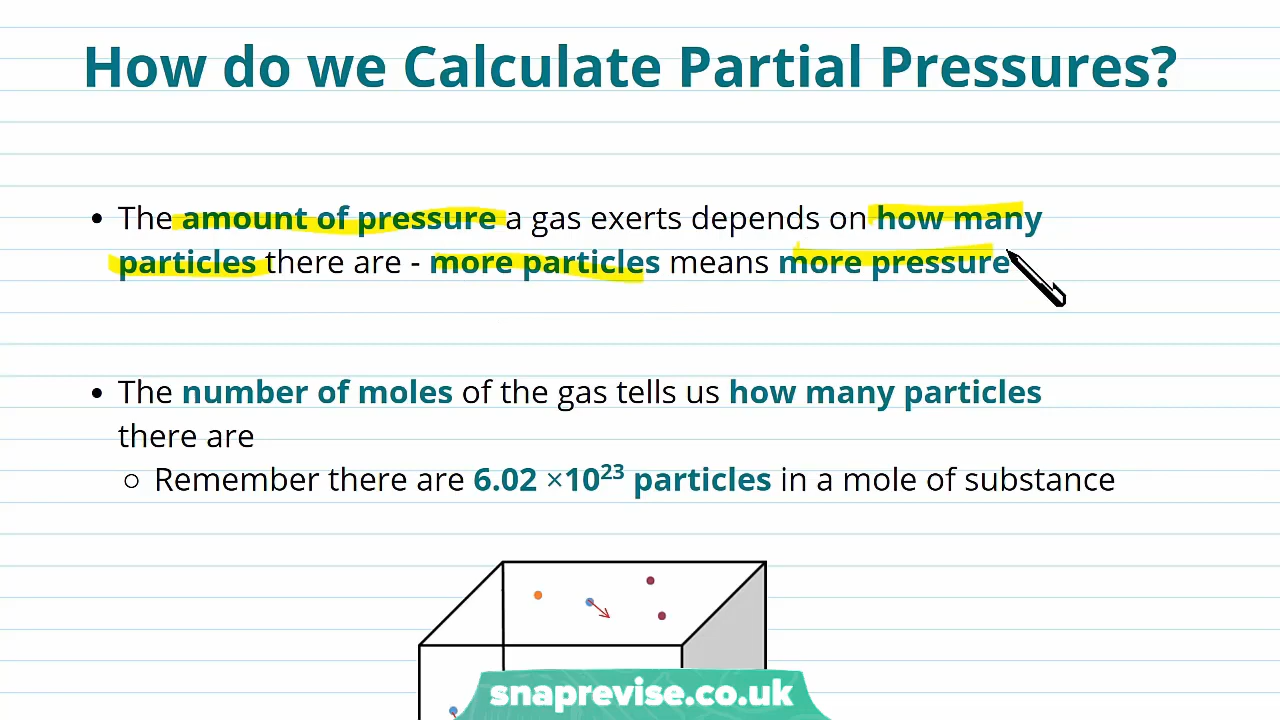 How do we Calculate Partial Pressures?
• The amount of pressure a gas exerts depends on how many
particles there are - more particles means more pressure
• The number of moles of the gas tells us how many particles
there are
○ Remember there are 6.02 ×10²³ particles in a mole of substance
snaprevise.co.uk